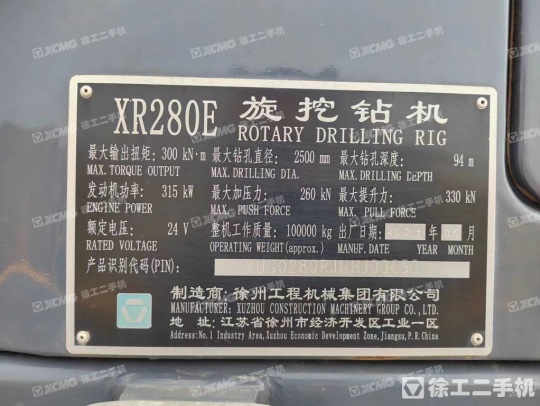 XR280E 旋挖钻机
ROTARY DRILLING RIG
最大输出扭矩: 300 kN·m 最大钻孔直径: 2500 mm 最大钻孔深度: 94 m
MAX. TORQUE OUTPUT MAX. DRILLING DIA. MAX. DRILLING DEPTH
发动机功率: 315 kW 最大加压力: 260 kN 最大提升力: 330 kN
ENGINE POWER MAX. PUSH FORCE MAX. PULL FORCE
额定电压: 24 V 整机工作质量: 100000 kg 出厂日期: 年 月
RATED VOLTAGE OPERATING WEIGHT(approx.) MANUF. DATE YEAR MONTH
产品识别代码(PIN):
制造商: 徐州工程机械集团有限公司
MANUFACTURER: XUZHOU CONSTRUCTION MACHINERY GROUP CO., LTD.
地 址: 江苏省徐州市经济开发区工业一区
Address:No.1 Industry Area,Xuzhou Economic Development Zone,Jiangsu,P.R.China
XCMG 徐工二手机
徐工二手机